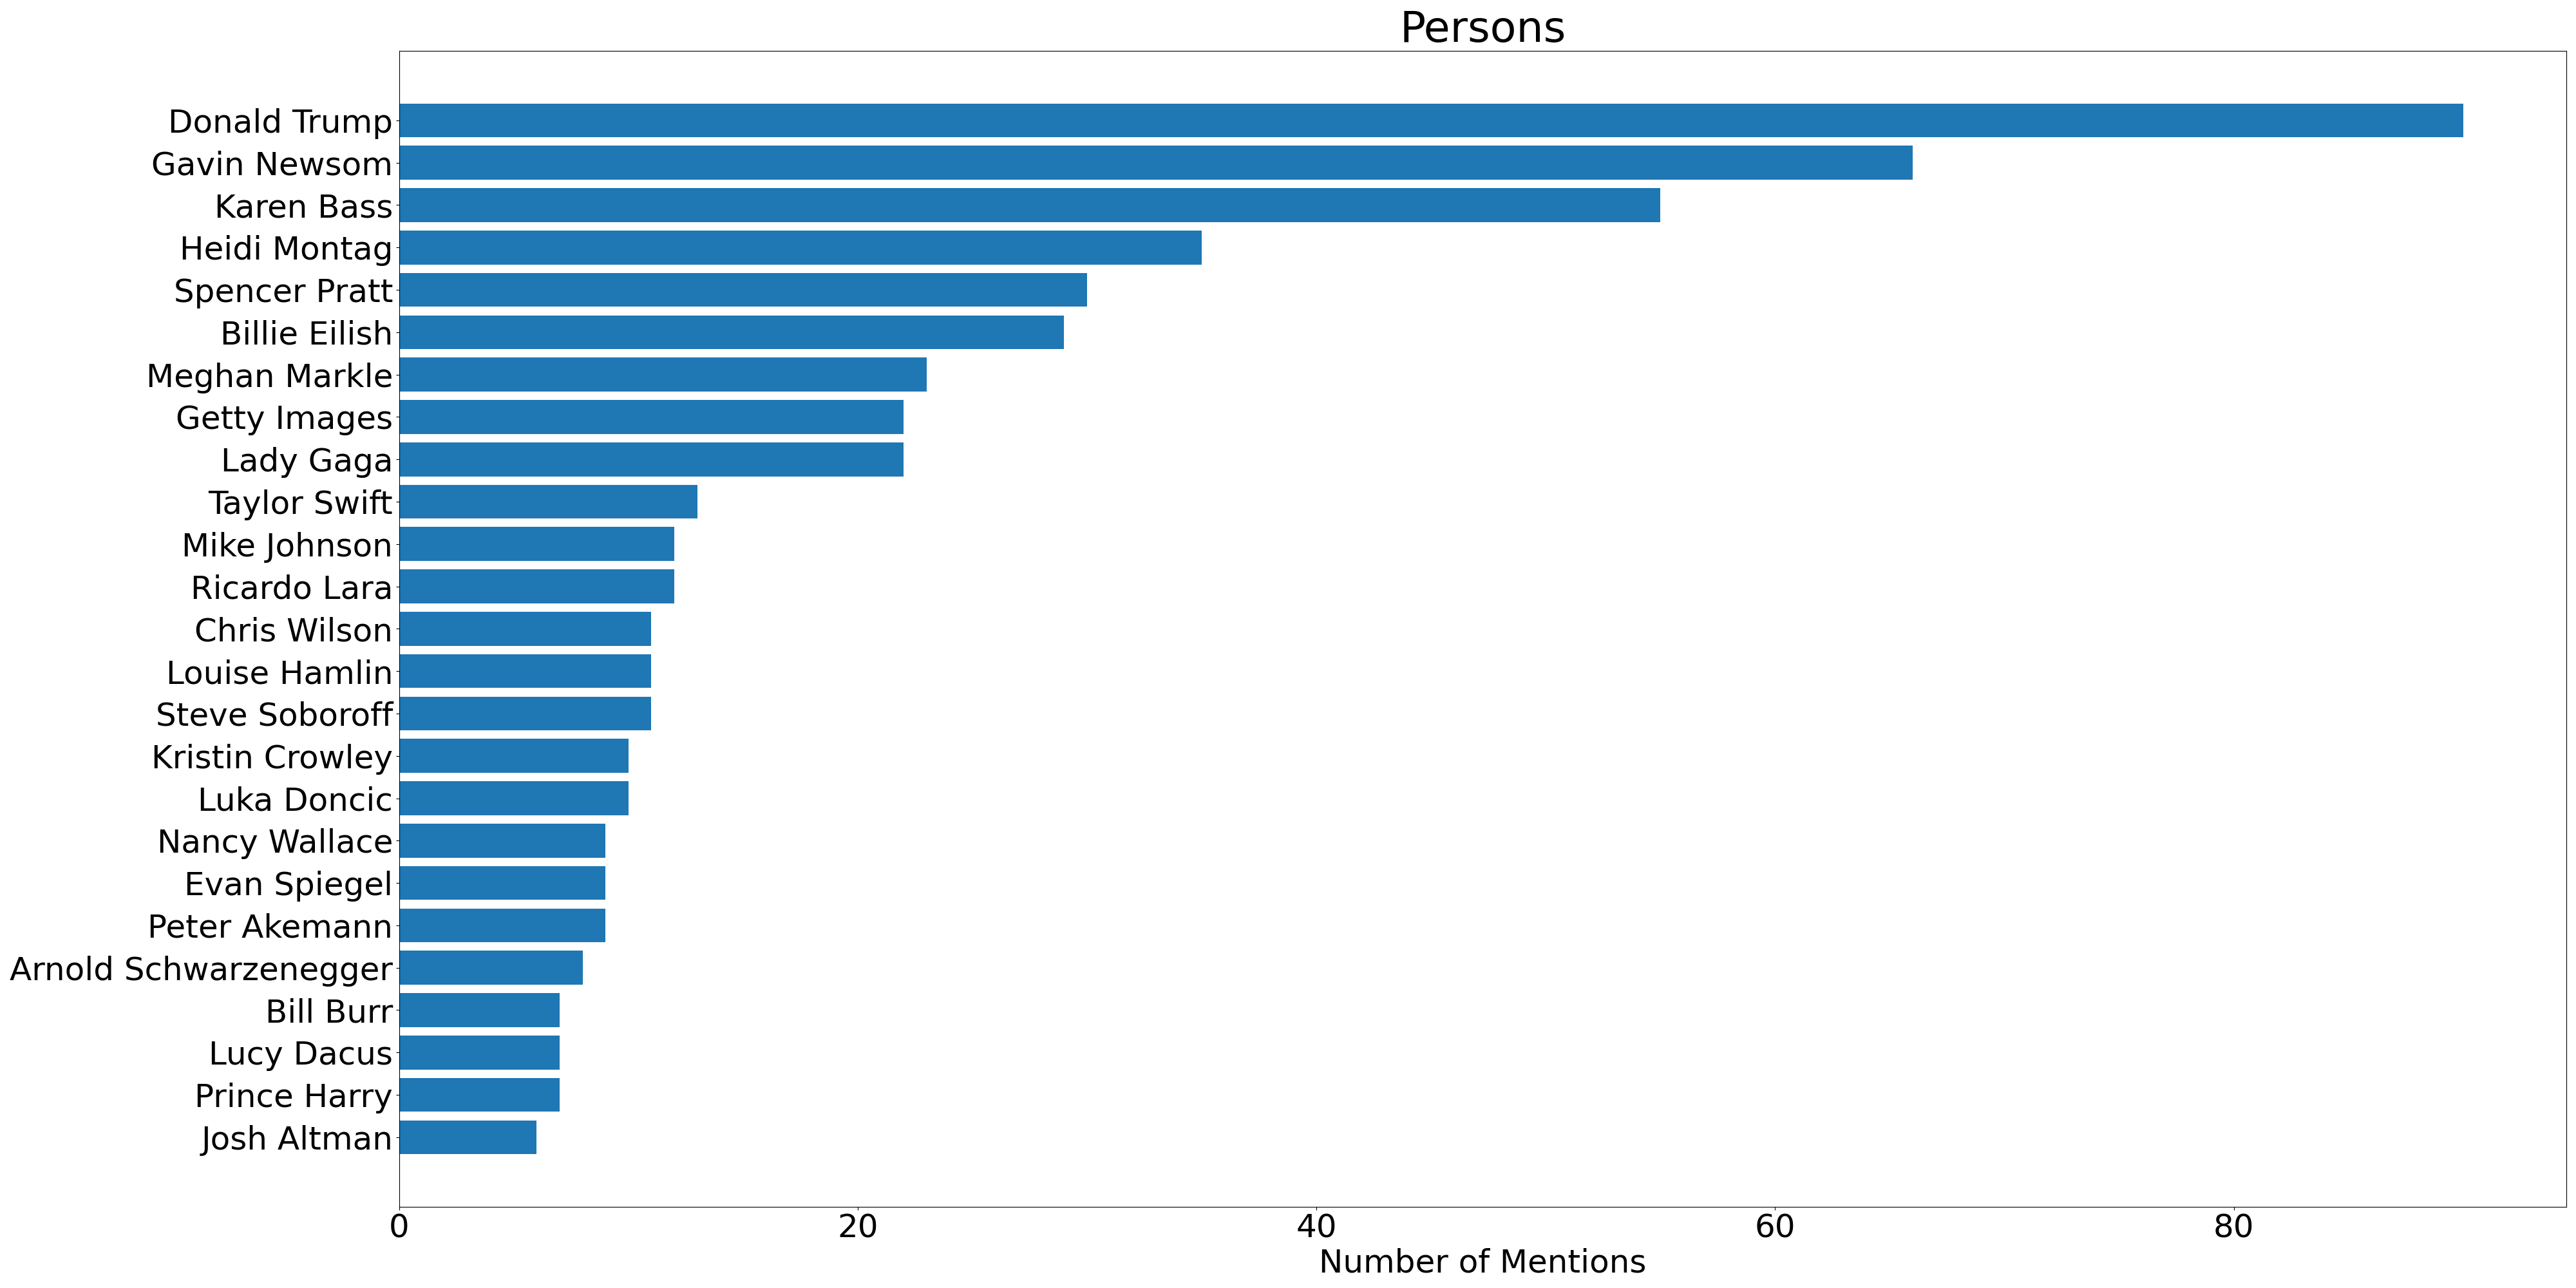 Persons
Donald Trump
Gavin Newsom
Karen Bass
Heidi Montag
Spencer Pratt
Billie Eilish
Meghan Markle
Getty Images
Lady Gaga
Taylor Swift
Mike Johnson
Ricardo Lara
Chris Wilson
Louise Hamlin
Steve Soboroff
Kristin Crowley
Luka Doncic
Nancy Wallace
Evan Spiegel
Peter Akemann
Arnold Schwarzenegger
Bill Burr
Lucy Dacus
Prince Harry
Josh Altman
0 20 40 60 80
Number of Mentions